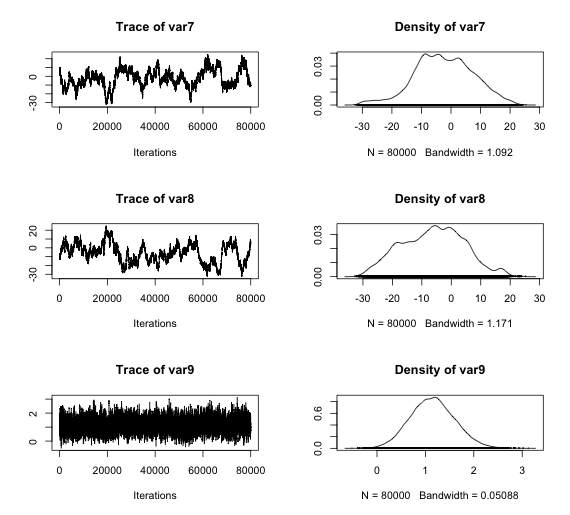 Trace of var7
0
-30
0 20000 40000 60000 80000
Iterations
Density of var7
0.03
0.00
-30 -20 -10 0 10 20 30
N = 80000 Bandwidth = 1.092
Trace of var8
20
0
-30
0 20000 40000 60000 80000
Iterations
Density of var8
0.03
0.00
-30 -20 -10 0 10 20 30
N = 80000 Bandwidth = 1.171
Trace of var9
2
0
0 20000 40000 60000 80000
Iterations
Density of var9
0.6
0.0
0 1 2 3
N = 80000 Bandwidth = 0.05088